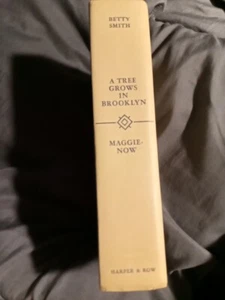 BETTY
SMITH
A TREE
GROWS
IN
BROOKLYN
MAGGIE-
NOW
HARPER & ROW